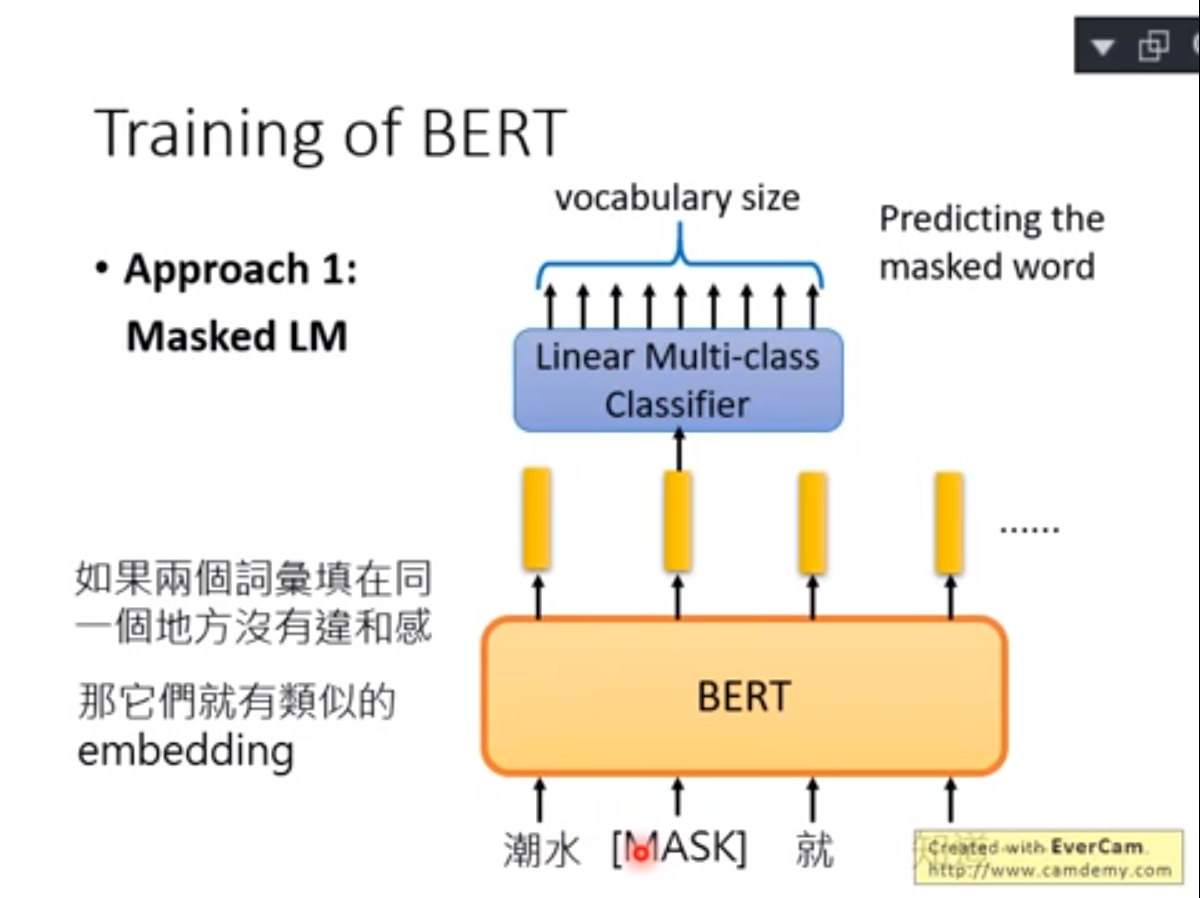 Training of BERT
• Approach 1:
Masked LM
vocabulary size
Predicting the
masked word
Linear Multi-class
Classifier
......
如果兩個詞彙填在同
一個地方沒有違和感
那它們就有類似的
embedding
BERT
潮水 [MASK] 就 知道
Created with EverCam.
http://www.camdemy.com